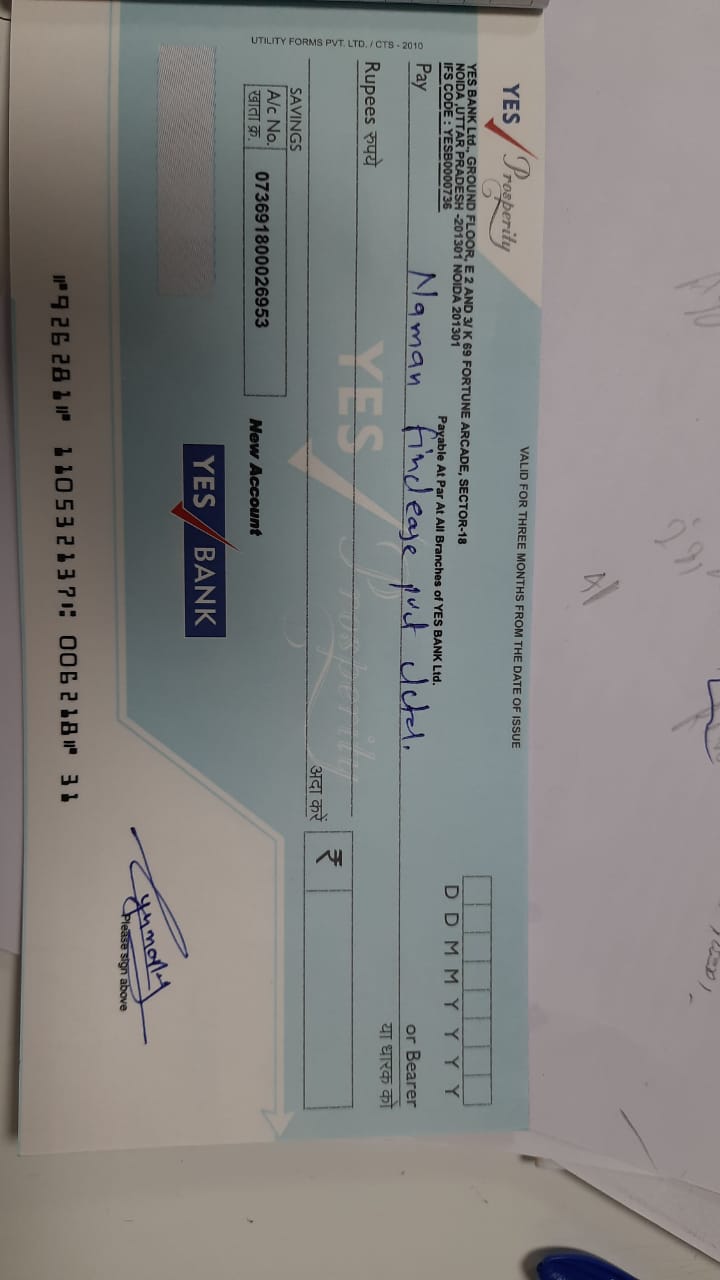 VALID FOR THREE MONTHS FROM THE DATE OF ISSUE
YES Prosperity
YES BANK Ltd., GROUND FLOOR, E 2 AND 3/ K 69 FORTUNE ARCADE, SECTOR-18
NOIDA ,UTTAR PRADESH -201301 NOIDA 201301
IFS CODE : YESB0000736
Payable At Par At All Branches of YES BANK Ltd.
D D M M Y Y Y Y
Pay Naman findease pvt ltd. or Bearer
या धारक को
Rupees रुपये
YES Prosperity
अदा करें
₹
SAVINGS
A/c No.
खाता क्र.
073691800026953
New Account
YES BANK
UTILITY FORMS PVT. LTD. / CTS - 2010
Please sign above
⑈926281⑈ 110532137⑆ 006218⑈ 31